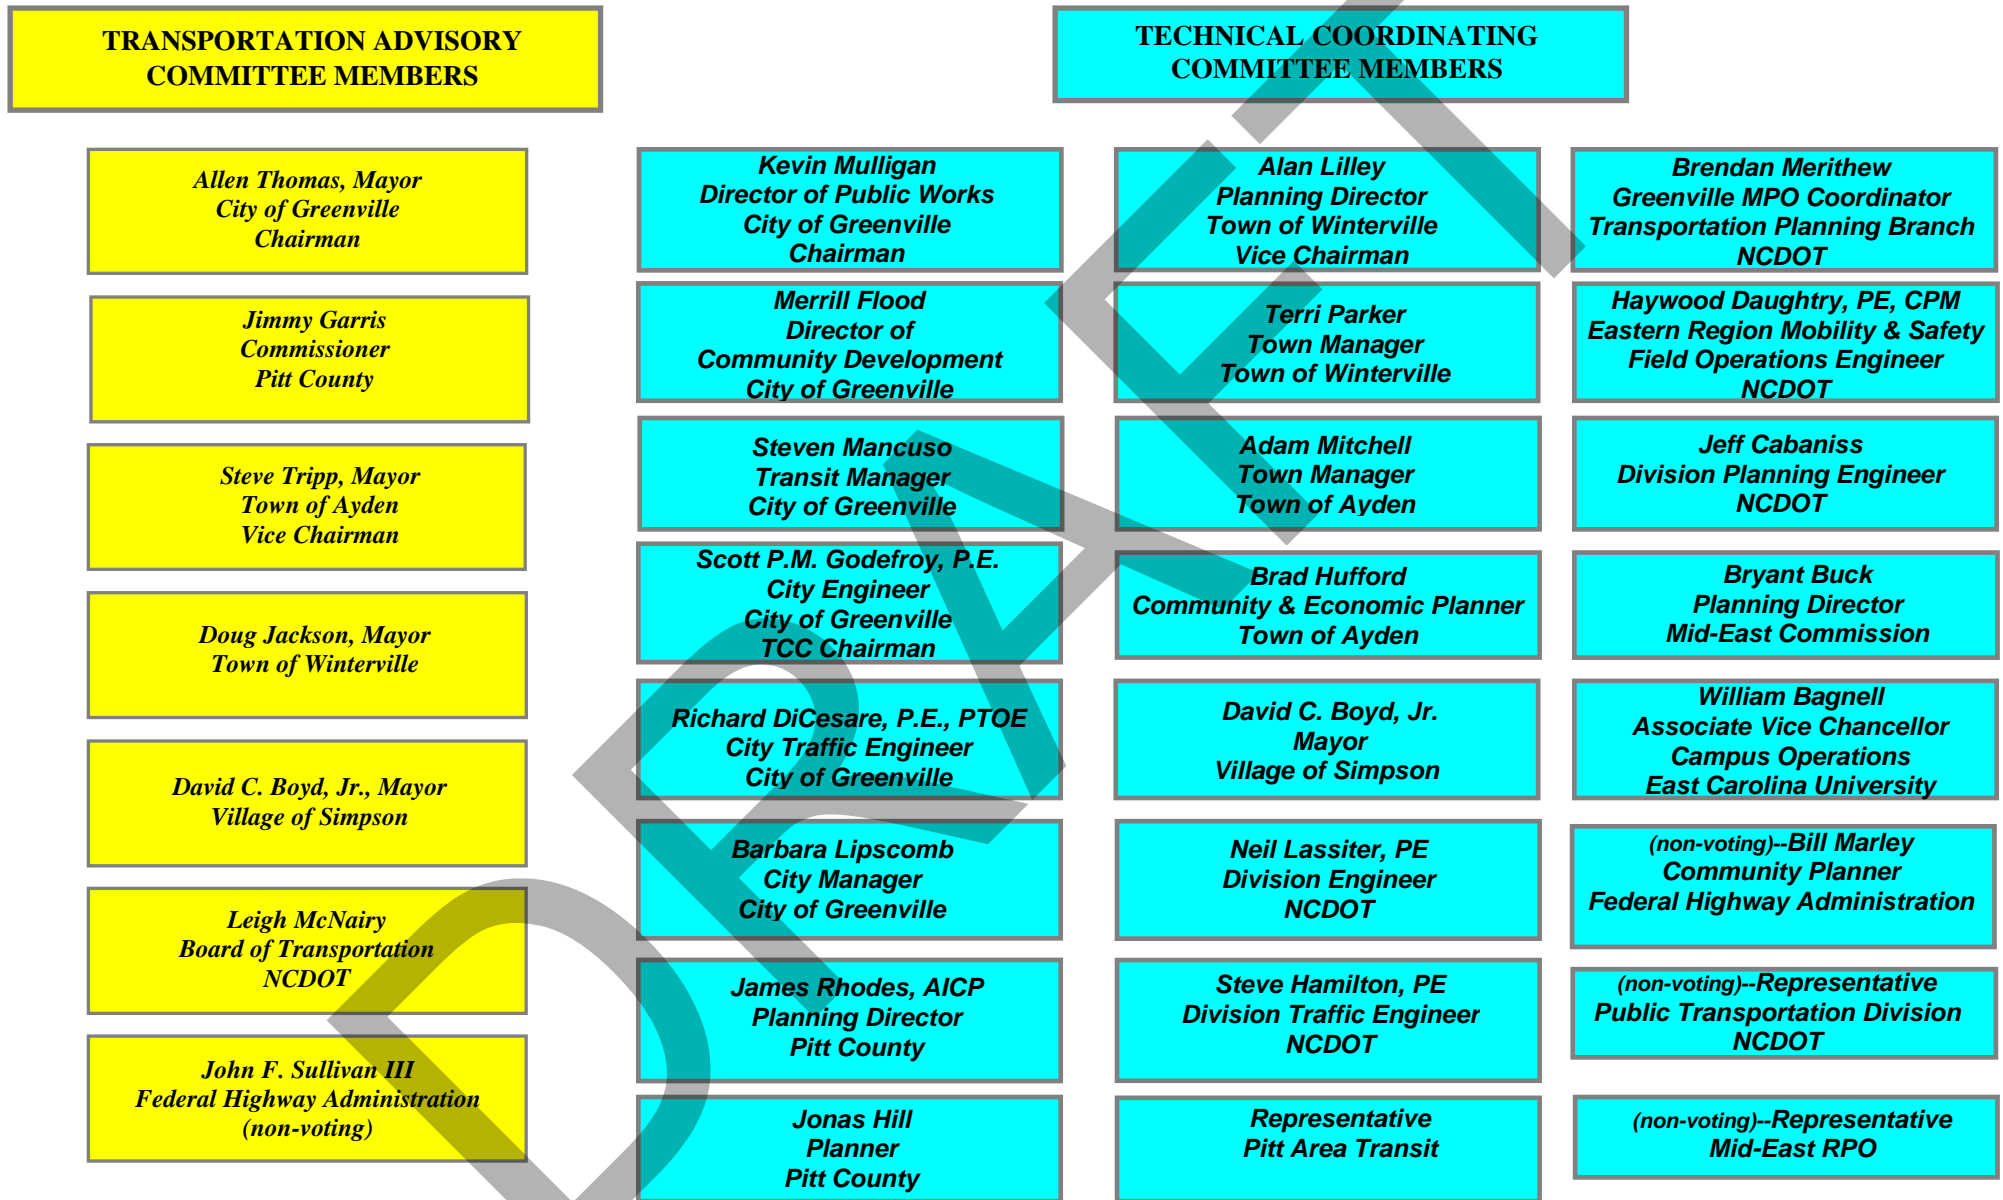 TRANSPORTATION ADVISORY
COMMITTEE MEMBERS
Allen Thomas, Mayor
City of Greenville
Chairman
Jimmy Garris
Commissioner
Pitt County
Steve Tripp, Mayor
Town of Ayden
Vice Chairman
Doug Jackson, Mayor
Town of Winterville
David C. Boyd, Jr., Mayor
Village of Simpson
Leigh McNairy
Board of Transportation
NCDOT
John F. Sullivan III
Federal Highway Administration
(non-voting)
TECHNICAL COORDINATING
COMMITTEE MEMBERS
Kevin Mulligan
Director of Public Works
City of Greenville
Chairman
Merrill Flood
Director of
Community Development
City of Greenville
Steven Mancuso
Transit Manager
City of Greenville
Scott P.M. Godefroy, P.E.
City Engineer
City of Greenville
TCC Chairman
Richard DiCesare, P.E., PTOE
City Traffic Engineer
City of Greenville
Barbara Lipscomb
City Manager
City of Greenville
James Rhodes, AICP
Planning Director
Pitt County
Jonas Hill
Planner
Pitt County
Alan Lilley
Planning Director
Town of Winterville
Vice Chairman
Terri Parker
Town Manager
Town of Winterville
Adam Mitchell
Town Manager
Town of Ayden
Brad Hufford
Community & Economic Planner
Town of Ayden
David C. Boyd, Jr.
Mayor
Village of Simpson
Neil Lassiter, PE
Division Engineer
NCDOT
Steve Hamilton, PE
Division Traffic Engineer
NCDOT
Representative
Pitt Area Transit
Brendan Merithew
Greenville MPO Coordinator
Transportation Planning Branch
NCDOT
Haywood Daughtry, PE, CPM
Eastern Region Mobility & Safety
Field Operations Engineer
NCDOT
Jeff Cabaniss
Division Planning Engineer
NCDOT
Bryant Buck
Planning Director
Mid-East Commission
William Bagnell
Associate Vice Chancellor
Campus Operations
East Carolina University
(non-voting)--Bill Marley
Community Planner
Federal Highway Administration
(non-voting)--Representative
Public Transportation Division
NCDOT
(non-voting)--Representative
Mid-East RPO
DRAFT